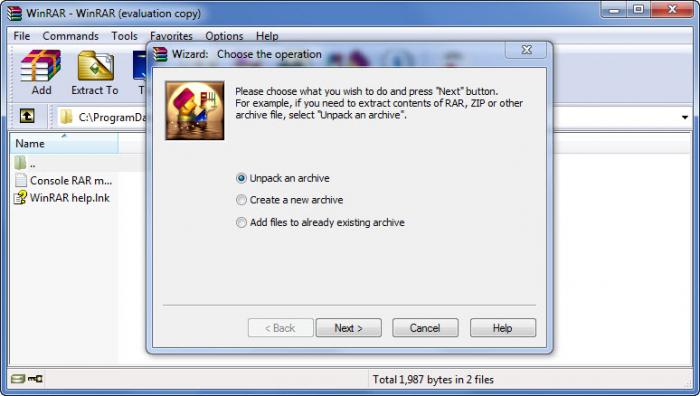 WinRAR - WinRAR (evaluation copy)
File Commands Tools Favorites Options Help
Add Extract To
C:\ProgramDa
Name
..
Console RAR m...
WinRAR help.lnk
Wizard: Choose the operation
Please choose what you wish to do and press "Next" button.
For example, if you need to extract contents of RAR, ZIP or other
archive file, select "Unpack an archive".
Unpack an archive
Create a new archive
Add files to already existing archive
< Back Next > Cancel Help
Total 1,987 bytes in 2 files